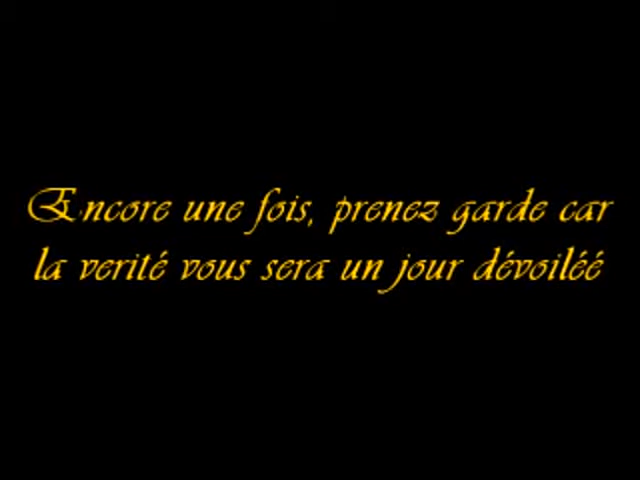 Encore une fois, prenez garde car
la verité vous sera un jour dévoiléé